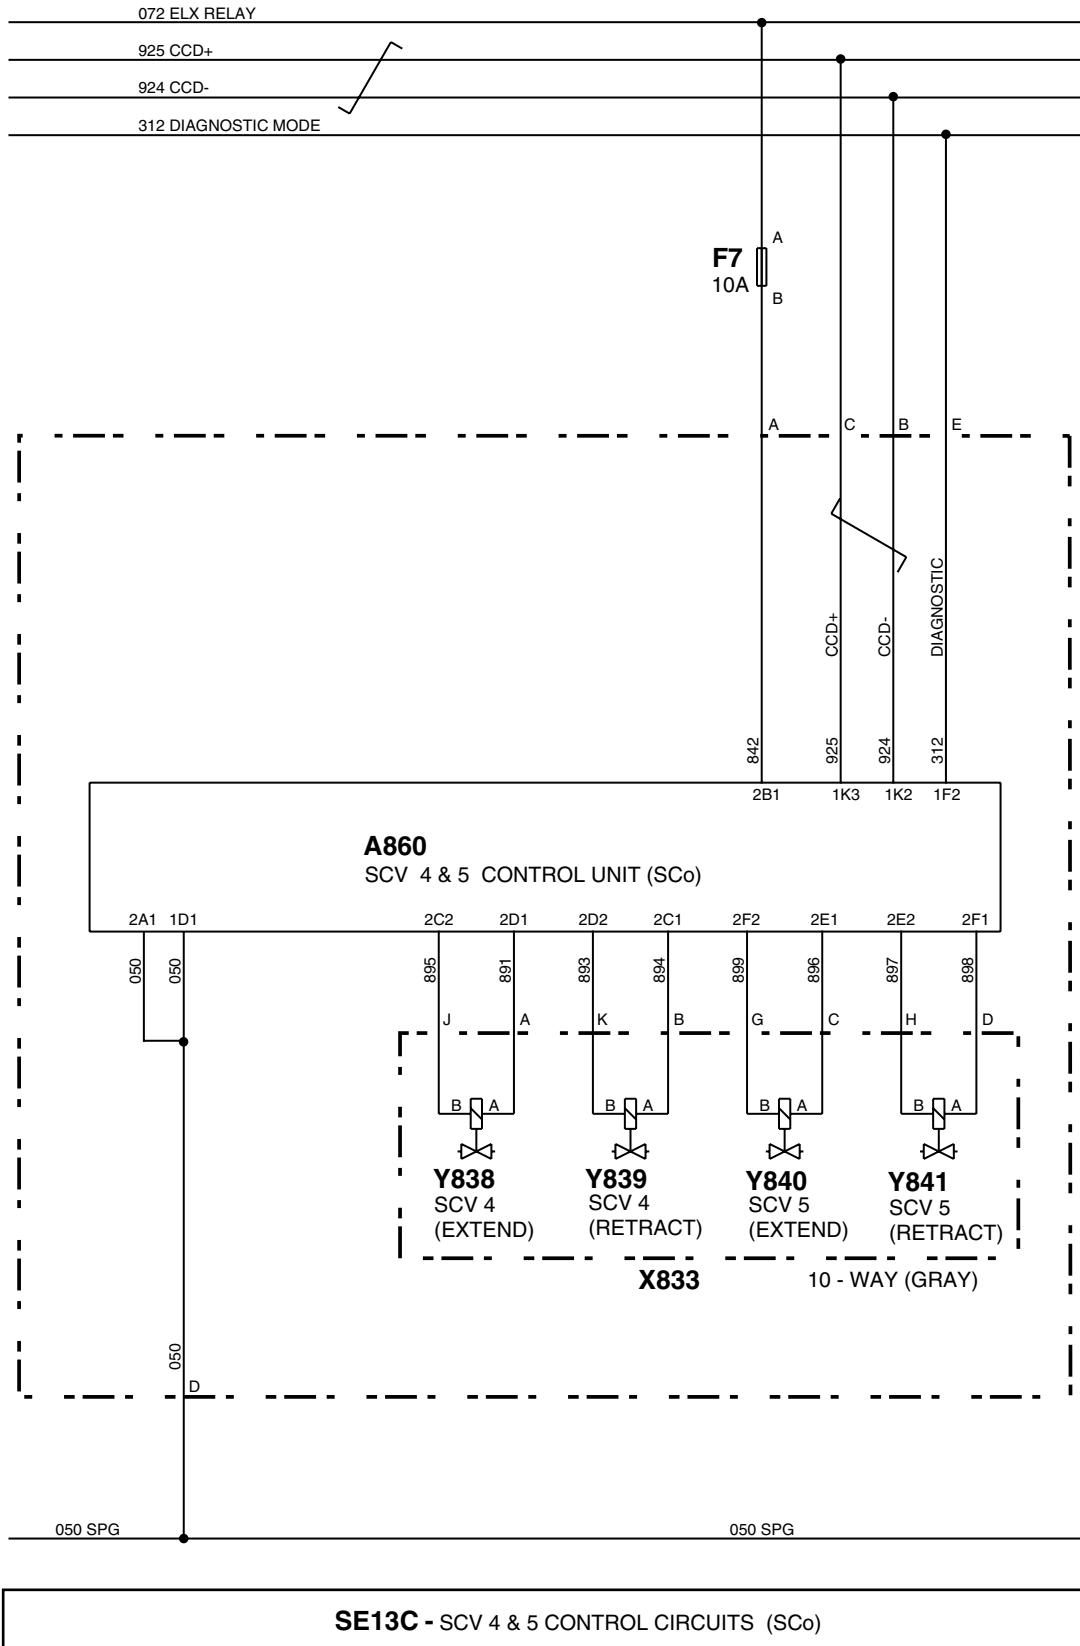 072 ELX RELAY
925 CCD+
924 CCD-
312 DIAGNOSTIC MODE
A
F7
10A
B
A C B E
CCD+ CCD- DIAGNOSTIC
842 925 924 312
2B1 1K3 1K2 1F2
A860
SCV 4 & 5 CONTROL UNIT (SCo)
2A1 1D1 2C2 2D1 2D2 2C1 2F2 2E1 2E2 2F1
050 050 895 891 893 894 899 896 897 898
J A K B G C H D
B A B A B A B A
Y838 Y839 Y840 Y841
SCV 4 SCV 4 SCV 5 SCV 5
(EXTEND) (RETRACT) (EXTEND) (RETRACT)
X833 10 - WAY (GRAY)
050
D
050 SPG 050 SPG
SE13C - SCV 4 & 5 CONTROL CIRCUITS (SCo)